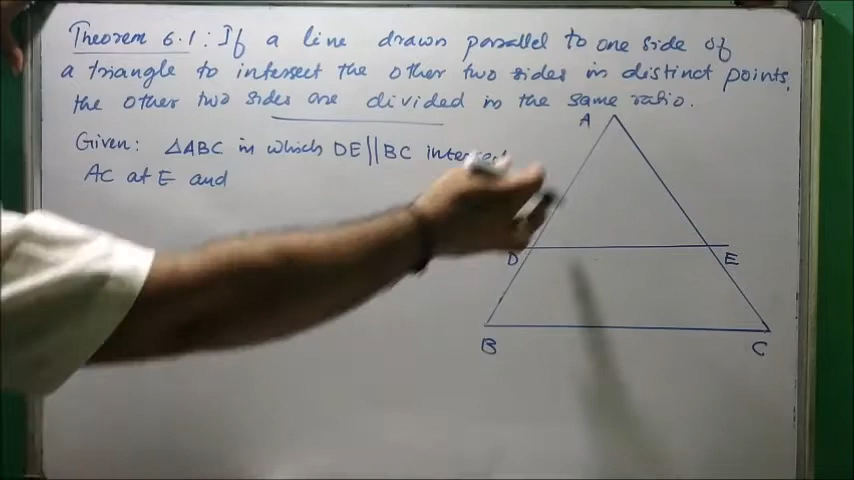 Theorem 6.1: If a line drawn parallel to one side of
a triangle to intersect the other two sides in distinct points,
the other two sides are divided in the same ratio.
Given: △ABC in which DE||BC
AC at E and
A
D
E
B
C